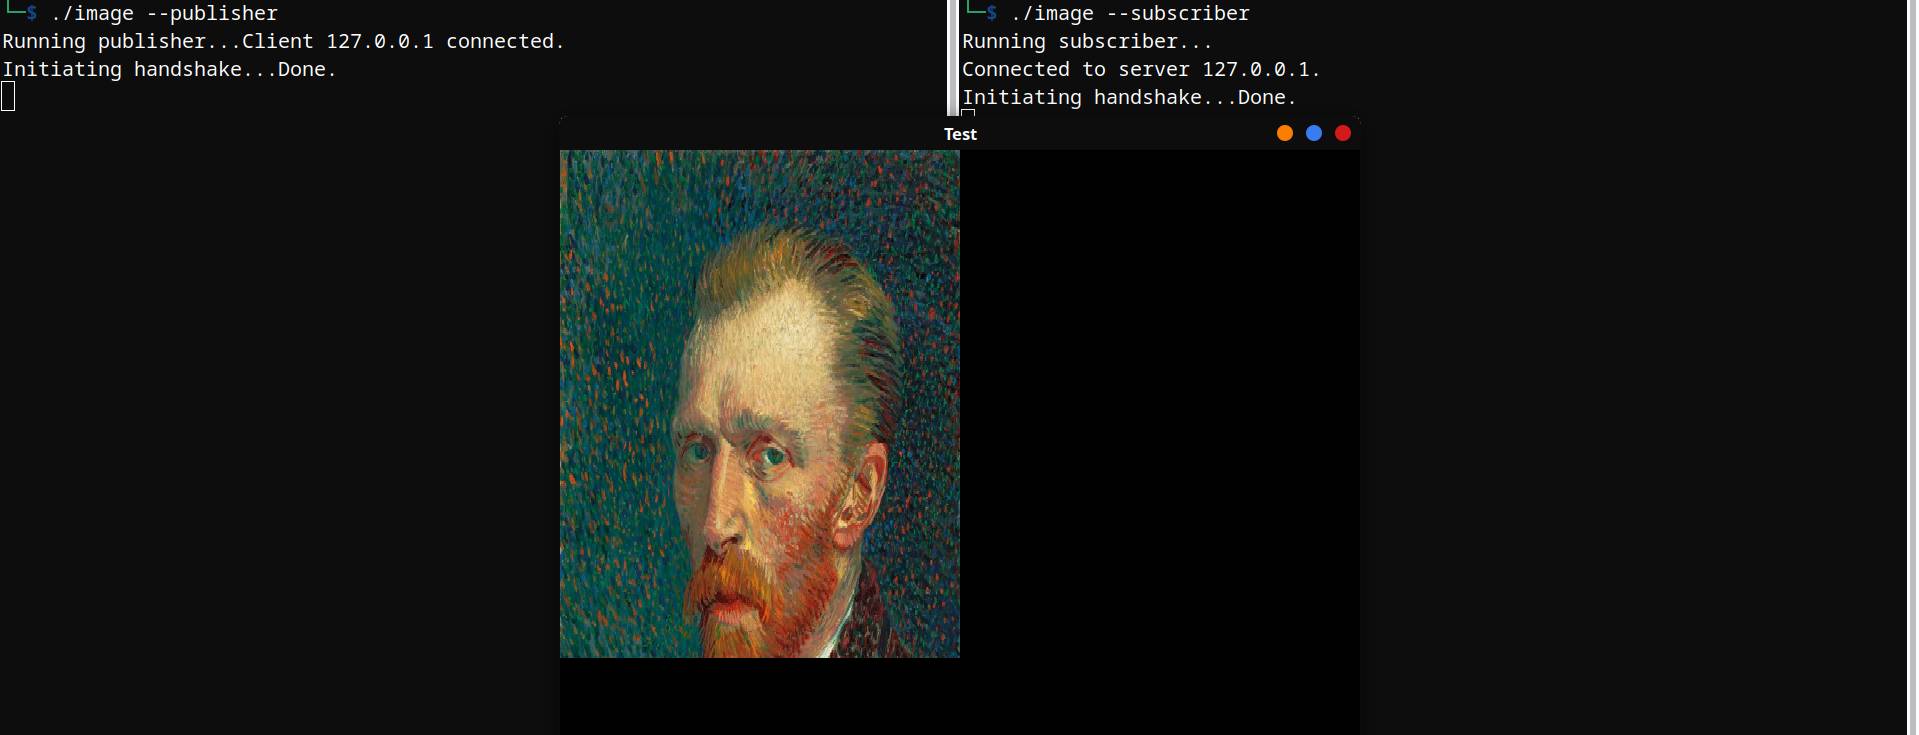 └─$ ./image --publisher
Running publisher...Client 127.0.0.1 connected.
Initiating handshake...Done.
└─$ ./image --subscriber
Running subscriber...
Connected to server 127.0.0.1.
Initiating handshake...Done.
Test